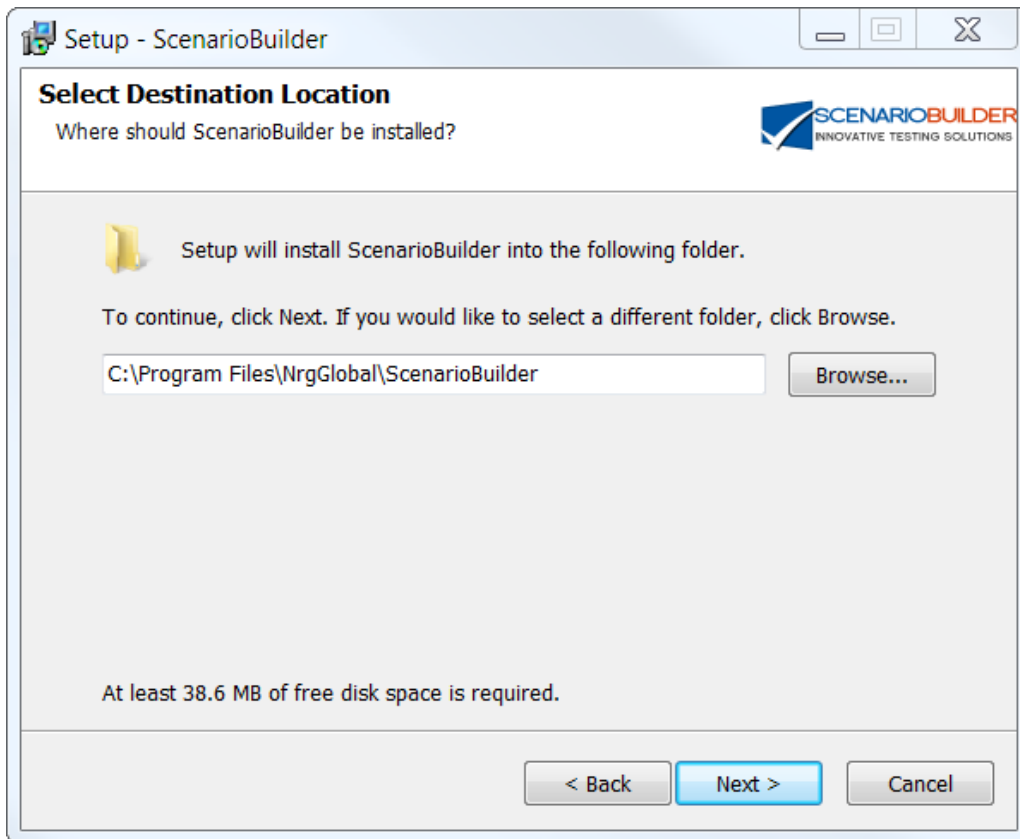 Setup - ScenarioBuilder
Select Destination Location
Where should ScenarioBuilder be installed?
SCENARIOBUILDER
INNOVATIVE TESTING SOLUTIONS
Setup will install ScenarioBuilder into the following folder.
To continue, click Next. If you would like to select a different folder, click Browse.
C:\Program Files\NrgGlobal\ScenarioBuilder
Browse...
At least 38.6 MB of free disk space is required.
< Back
Next >
Cancel